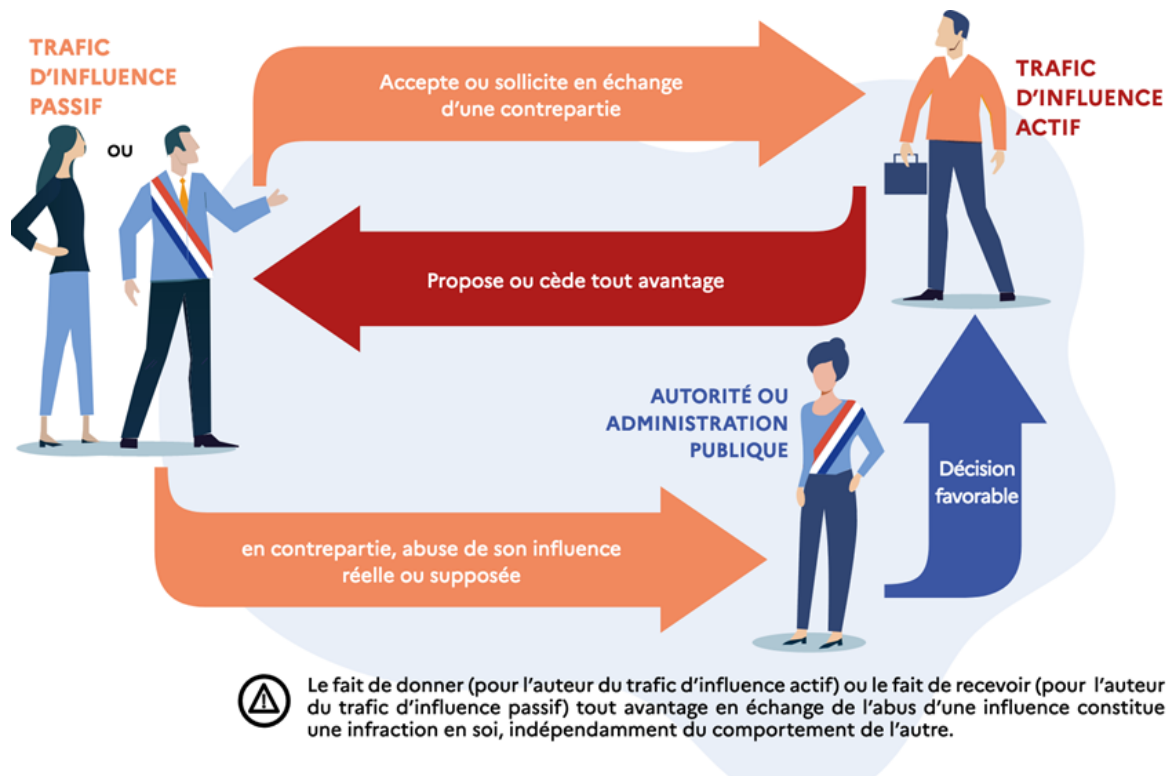 TRAFIC
D'INFLUENCE
PASSIF
OU
Accepte ou sollicite en échange
d'une contrepartie
TRAFIC
D'INFLUENCE
ACTIF
Propose ou cède tout avantage
AUTORITÉ OU
ADMINISTRATION
PUBLIQUE
Décision
favorable
en contrepartie, abuse de son influence
réelle ou supposée
Le fait de donner (pour l'auteur du trafic d'influence actif) ou le fait de recevoir (pour l'auteur
du trafic d'influence passif) tout avantage en échange de l'abus d'une influence constitue
une infraction en soi, indépendamment du comportement de l'autre.